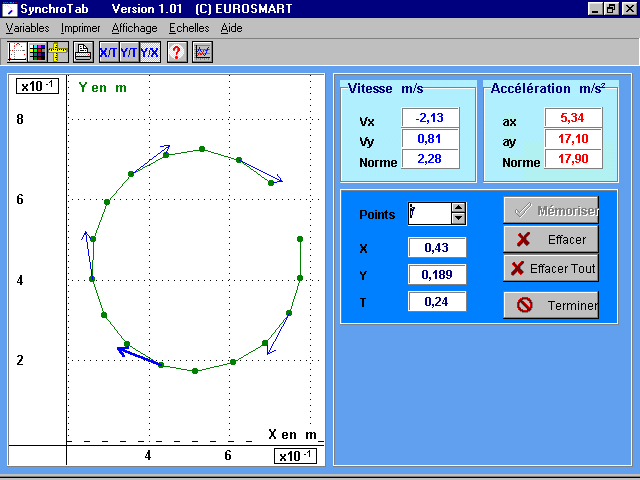 SynchroTab Version 1.01 (C) EUROSMART
Variables Imprimer Affichage Echelles Aide
X/T Y/T Y/X
x10 -1
Y en m
8
6
4
2
X en m
4 6 x10 -1
Vitesse m/s
Vx -2,13
Vy 0,81
Norme 2,28
Accélération m/s²
ax 5,34
ay 17,10
Norme 17,90
Points
X 0,43
Y 0,189
T 0,24
Mémoriser
Effacer
Effacer Tout
Terminer